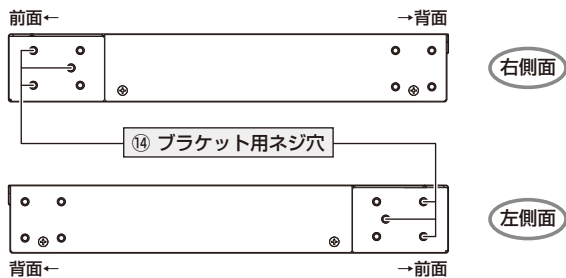 前面← →背面
右側面
⑭ ブラケット用ネジ穴
左側面
背面← →前面